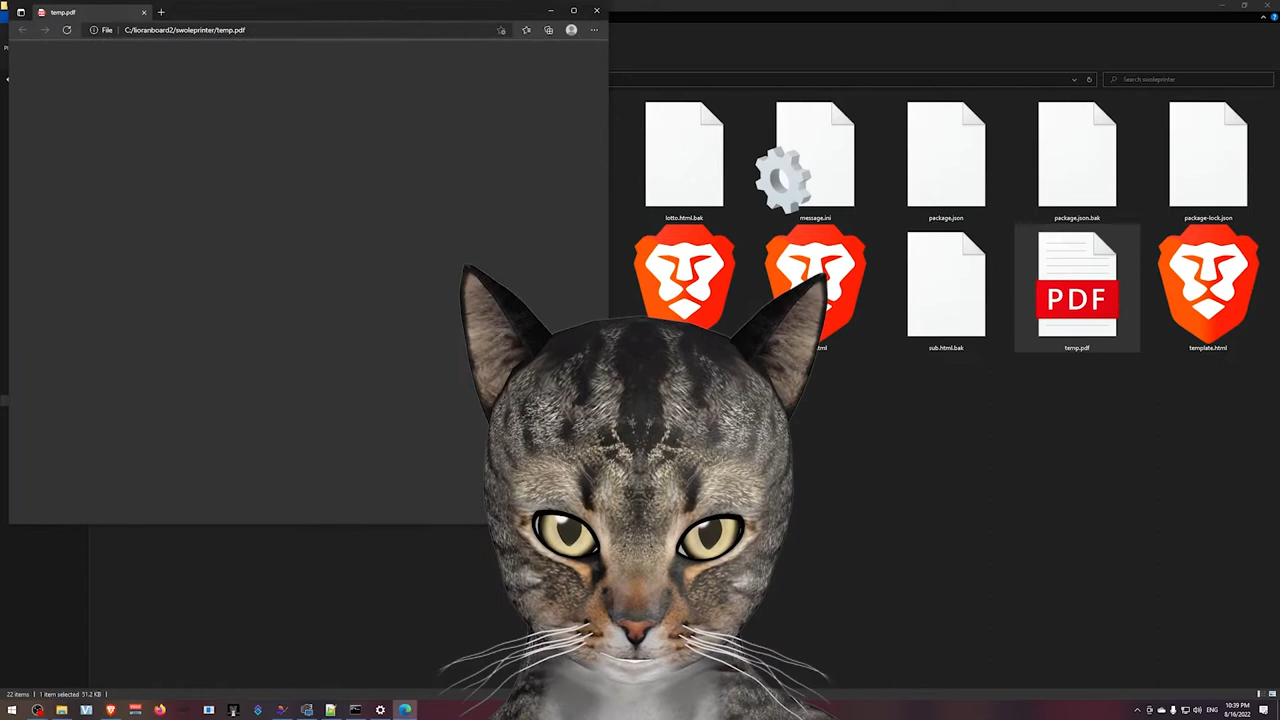 temp.pdf
File
C:/lioranboard2/swoleprinter/temp.pdf
Search swoleprinter
lotto.html.bak
message.ini
package.json
package.json.bak
package-lock.json
sub.html.bak
PDF
temp.pdf
template.html
22 items
1 item selected 51.2 KB
10:39 PM
8/16/2022